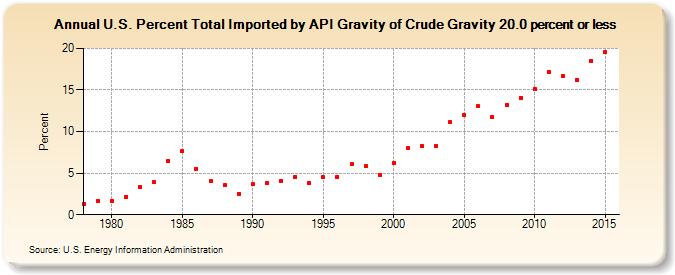 Annual U.S. Percent Total Imported by API Gravity of Crude Gravity 20.0 percent or less
Percent
20
15
10
5
0
1980 1985 1990 1995 2000 2005 2010 2015
Source: U.S. Energy Information Administration